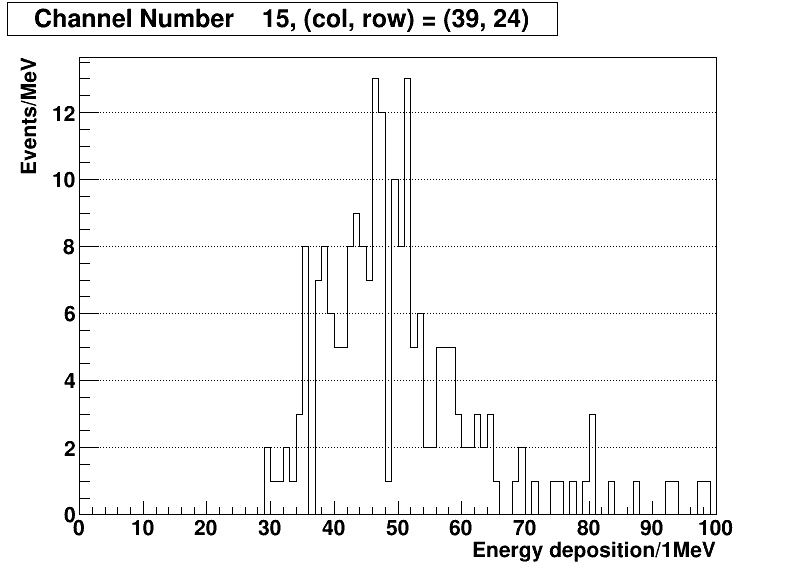 Channel Number 15, (col, row) = (39, 24)
Events/MeV
12
10
8
6
4
2
0
0 10 20 30 40 50 60 70 80 90 100
Energy deposition/1MeV